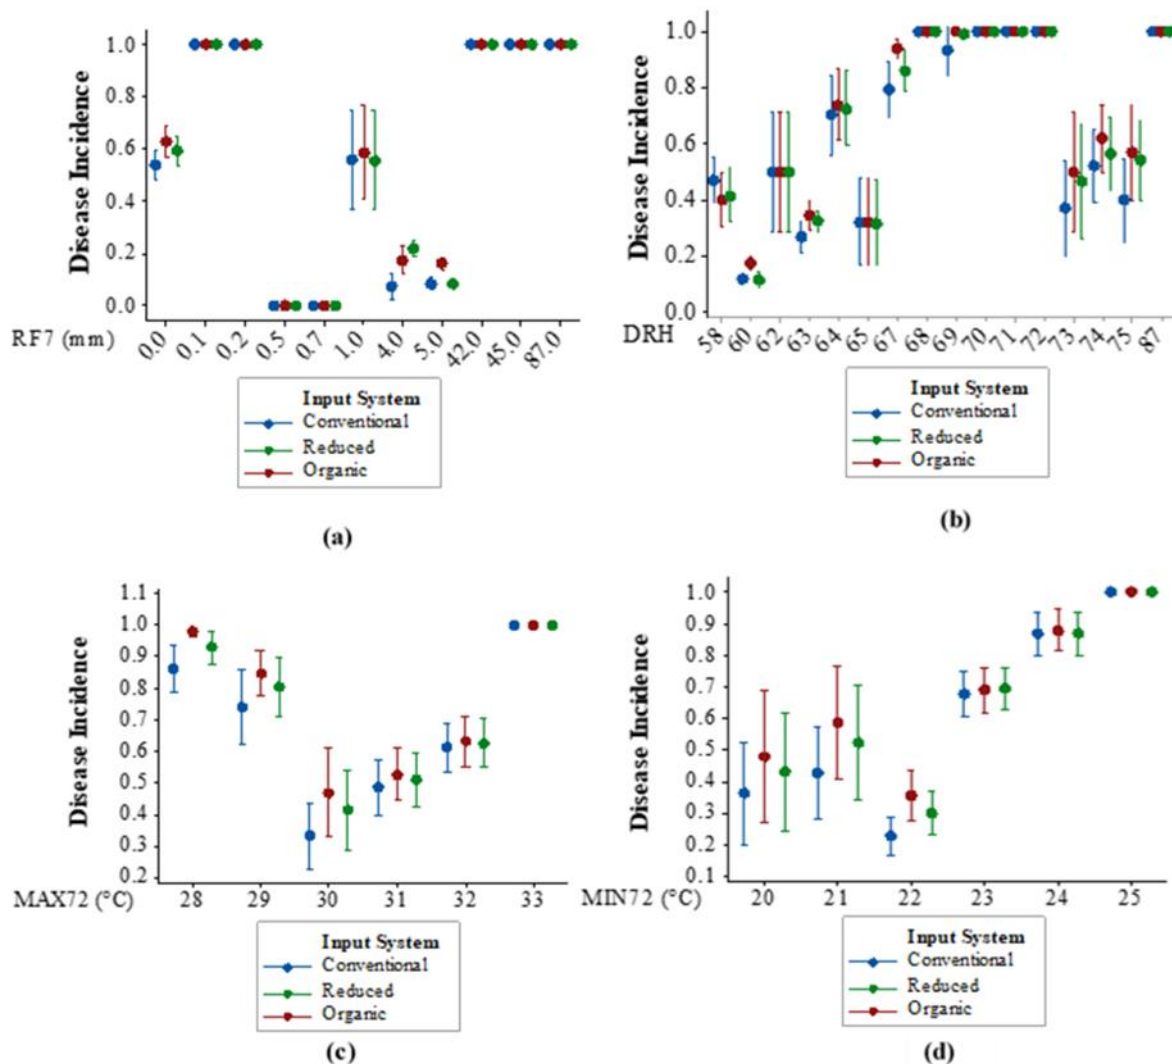 Disease Incidence
1.0
0.8
0.6
0.4
0.2
0.0
RF7 (mm)
0.0 0.1 0.2 0.5 0.7 1.0 4.0 5.0 42.0 45.0 87.0
Input System
Conventional
Reduced
Organic
(a)
Disease Incidence
1.0
0.8
0.6
0.4
0.2
0.0
DRH
58 60 62 63 64 65 67 68 69 70 71 72 73 74 75 87
Input System
Conventional
Reduced
Organic
(b)
Disease Incidence
1.1
1.0
0.9
0.8
0.7
0.6
0.5
0.4
0.3
0.2
MAX72 (°C)
28 29 30 31 32 33
Input System
Conventional
Reduced
Organic
(c)
Disease Incidence
1.0
0.9
0.8
0.7
0.6
0.5
0.4
0.3
0.2
0.1
MIN72 (°C)
20 21 22 23 24 25
Input System
Conventional
Reduced
Organic
(d)